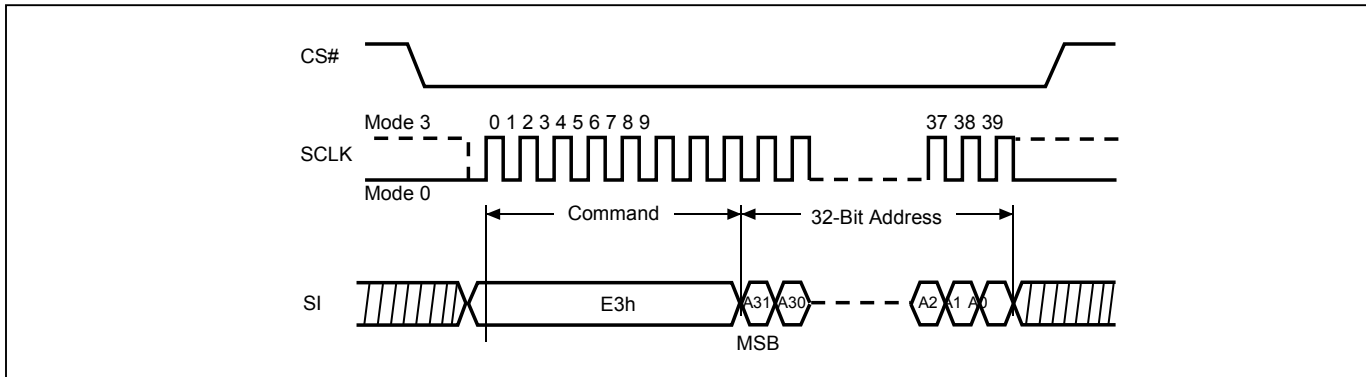 CS#
Mode 3
0 1 2 3 4 5 6 7 8 9
37 38 39
SCLK
Mode 0
Command
32-Bit Address
SI
E3h
A31
A30
A2
A1
A0
MSB